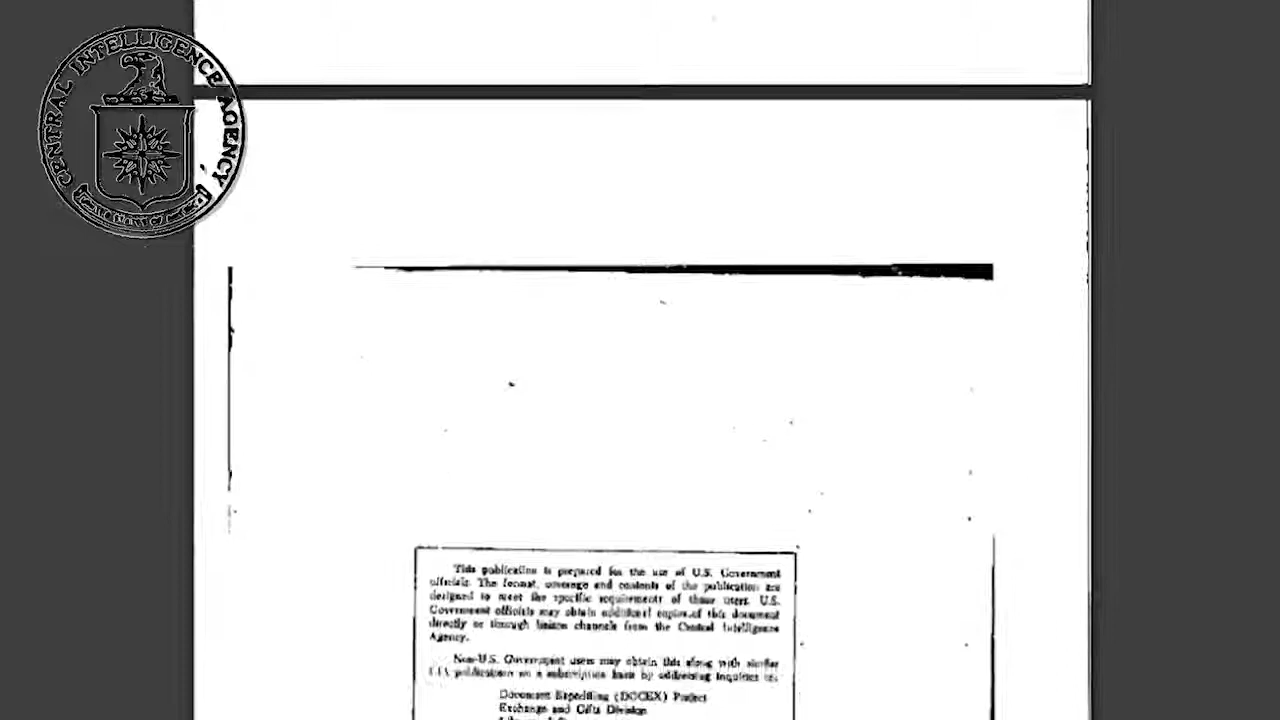 CENTRAL INTELLIGENCE AGENCY
This publication is prepared for the use of U.S. Government
officials. The format, coverage and contents of the publication are
designed to meet the specific requirements of those users. U.S.
Government officials may obtain additional copies of this document
directly or through liaison channels from the Central Intelligence
Agency.
Non-U.S. Government users may obtain this along with similar
CIA publications on a subscription basis by addressing inquiries to:
Document Expediting (DOCEX) Project
Exchange and Gifts Division